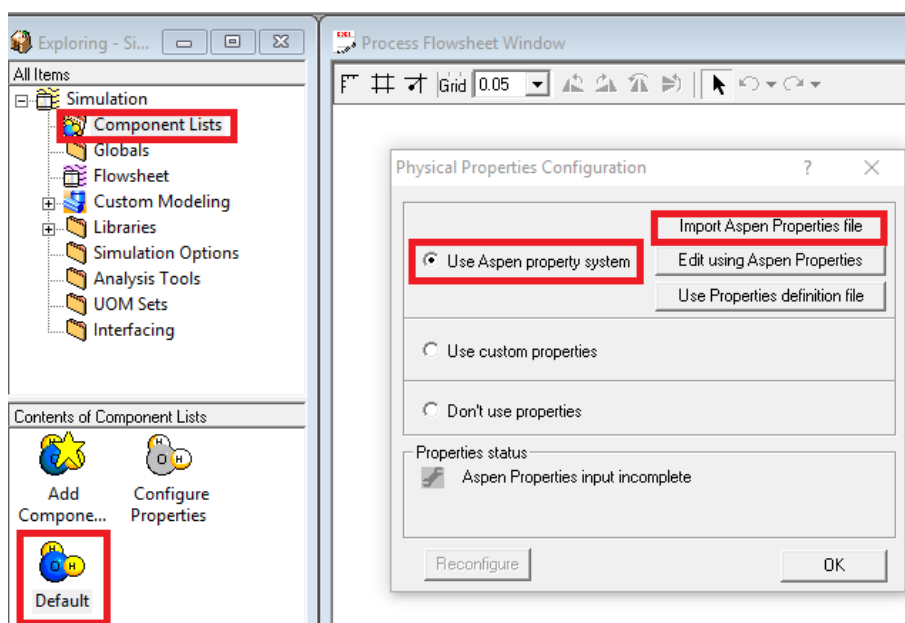 Exploring - Si...
All Items
Simulation
Component Lists
Globals
Flowsheet
Custom Modeling
Libraries
Simulation Options
Analysis Tools
UOM Sets
Interfacing
Contents of Component Lists
Add
Compone...
Configure
Properties
Default
Process Flowsheet Window
Grid 0.05
Physical Properties Configuration
Use Aspen property system
Import Aspen Properties file
Edit using Aspen Properties
Use Properties definition file
Use custom properties
Don't use properties
Properties status
Aspen Properties input incomplete
Reconfigure
OK